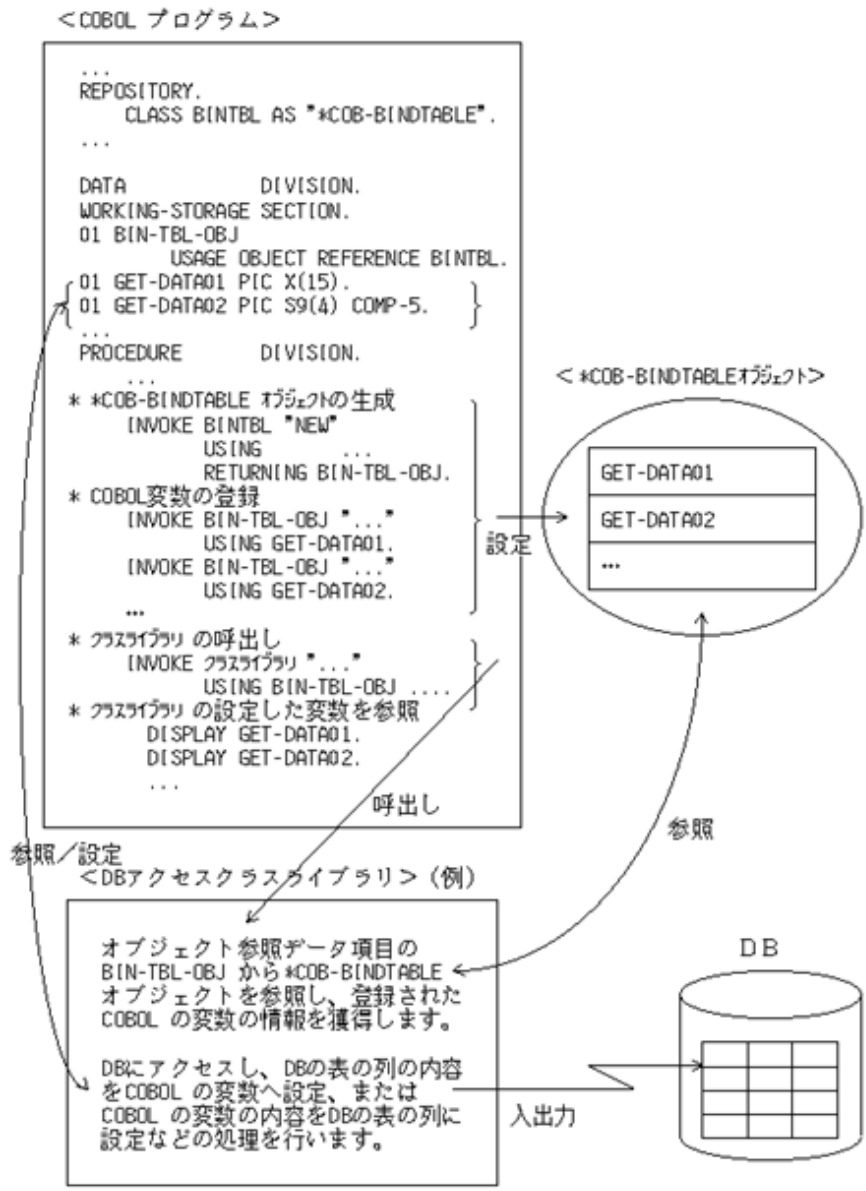 <COBOL プログラム>
...
REPOSITORY.
CLASS BINTBL AS "*COB-BINDTABLE".
...
DATA DIVISION.
WORKING-STORAGE SECTION.
01 BIN-TBL-OBJ
USAGE OBJECT REFERENCE BINTBL.
01 GET-DATA01 PIC X(15).
01 GET-DATA02 PIC S9(4) COMP-5.
...
PROCEDURE DIVISION.
...
* *COB-BINDTABLE オブジェクトの生成
INVOKE BINTBL "NEW"
USING ...
RETURNING BIN-TBL-OBJ.
* COBOL変数の登録
INVOKE BIN-TBL-OBJ "..."
USING GET-DATA01.
INVOKE BIN-TBL-OBJ "..."
USING GET-DATA02.
...
* クラスライブラリ の呼出し
INVOKE クラスライブラリ "..."
USING BIN-TBL-OBJ ....
* クラスライブラリ の設定した変数を参照
DISPLAY GET-DATA01.
DISPLAY GET-DATA02.
...
設定
<*COB-BINDTABLEオブジェクト>
GET-DATA01
GET-DATA02
...
呼出し
参照
参照/設定
<DBアクセスクラスライブラリ>(例)
オブジェクト参照データ項目の
BIN-TBL-OBJ から*COB-BINDTABLE
オブジェクトを参照し、登録された
COBOL の変数の情報を獲得します。
DBにアクセスし、DBの表の列の内容
をCOBOL の変数へ設定、または
COBOL の変数の内容をDBの表の列に
設定などの処理を行います。
入出力
DB